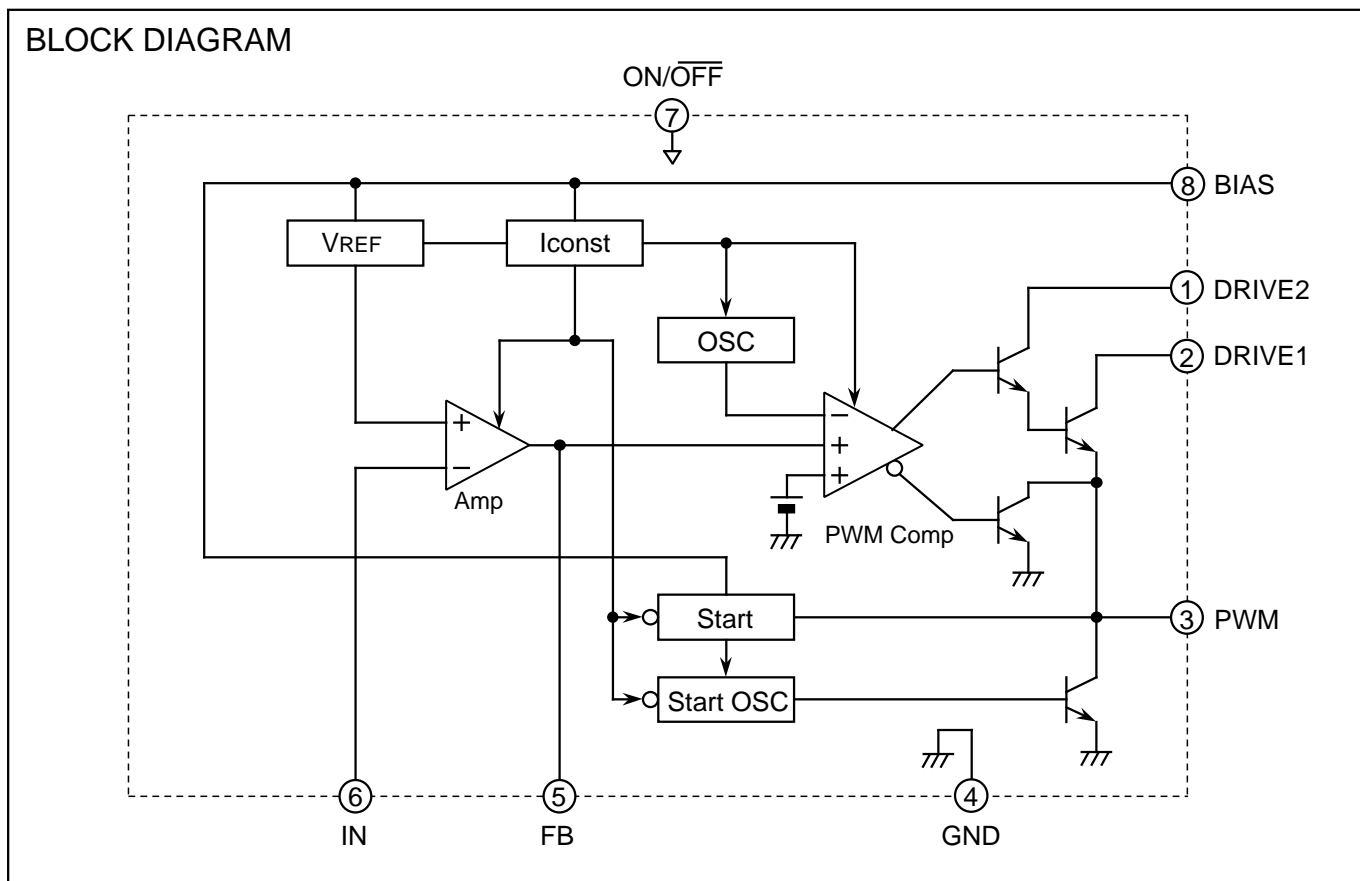 BLOCK DIAGRAM
ON/OFF
7
8 BIAS
VREF
Iconst
1 DRIVE2
OSC
2 DRIVE1
+
−
Amp
−
+
+
PWM Comp
Start
3 PWM
Start OSC
6
5
4
IN
FB
GND